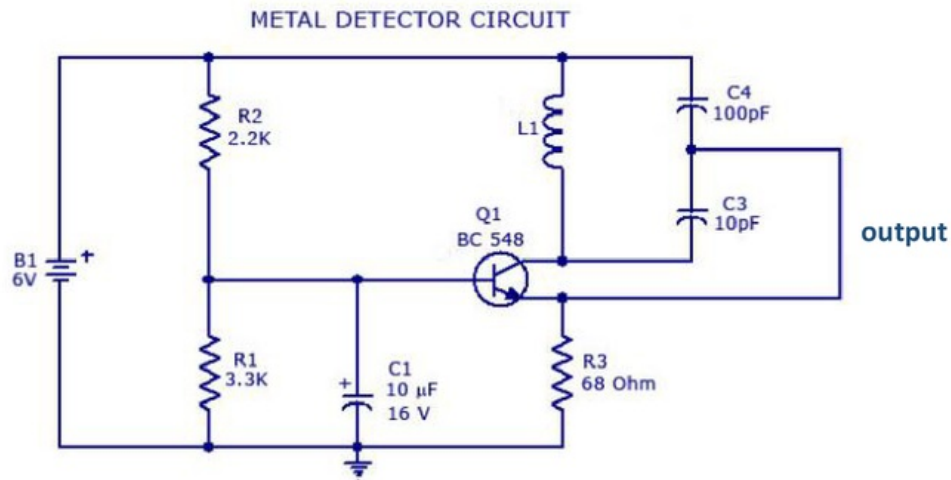 METAL DETECTOR CIRCUIT
R2
2.2K
L1
C4
100pF
C3
10pF
Q1
BC 548
output
B1
6V
+
R1
3.3K
+
C1
10 µF
16 V
R3
68 Ohm